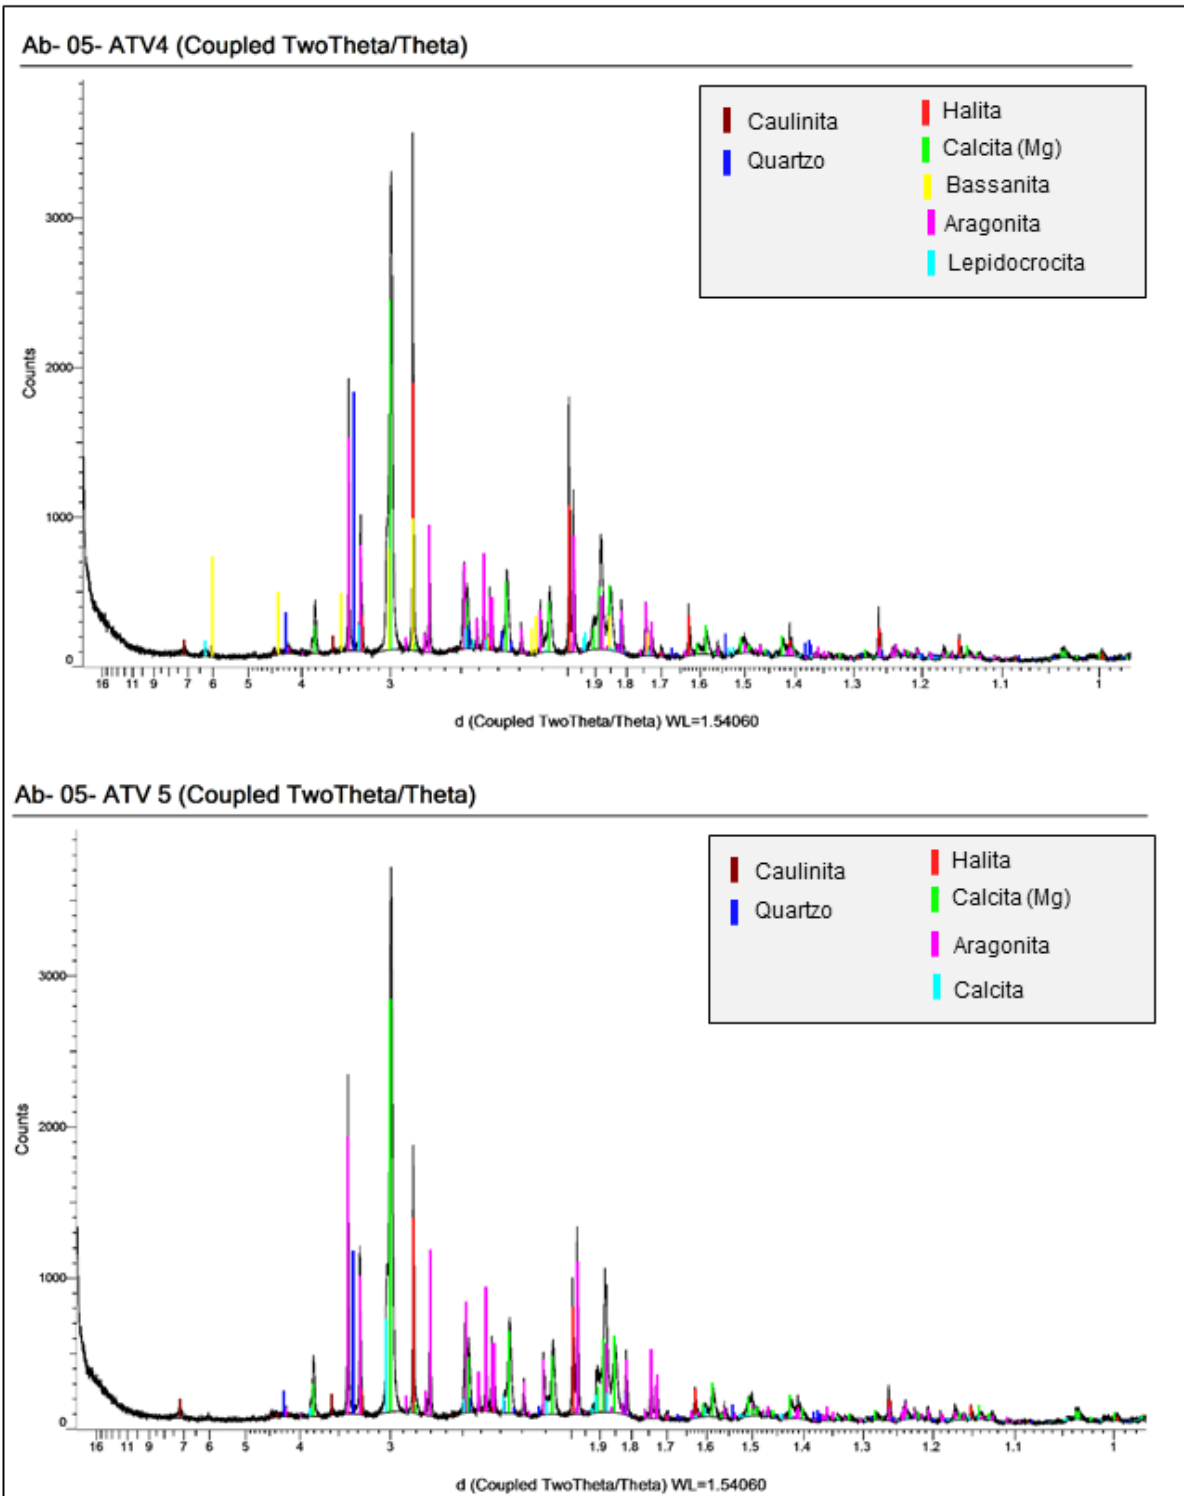 Ab- 05- ATV4 (Coupled TwoTheta/Theta)
Caulinita
Quartzo
Halita
Calcita (Mg)
Bassanita
Aragonita
Lepidocrocita
Counts
3000
2000
1000
0
16 11 9 7 6 5 4 3 1.9 1.8 1.7 1.6 1.5 1.4 1.3 1.2 1.1 1
d (Coupled TwoTheta/Theta) WL=1.54060
Ab- 05- ATV 5 (Coupled TwoTheta/Theta)
Caulinita
Quartzo
Halita
Calcita (Mg)
Aragonita
Calcita
Counts
3000
2000
1000
0
16 11 9 7 6 5 4 3 1.9 1.8 1.7 1.6 1.5 1.4 1.3 1.2 1.1 1
d (Coupled TwoTheta/Theta) WL=1.54060